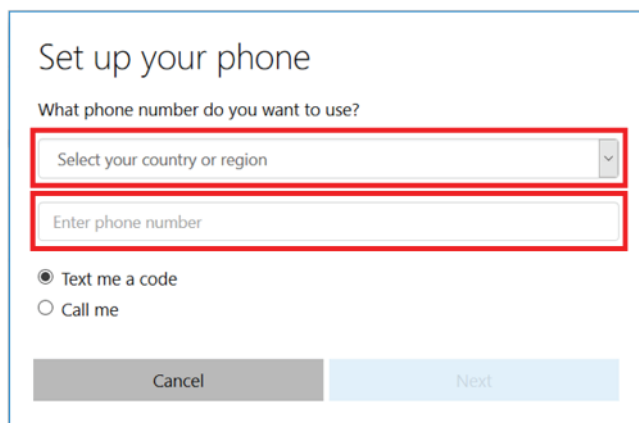 Set up your phone
What phone number do you want to use?
Select your country or region
Enter phone number
Text me a code
Call me
Cancel
Next